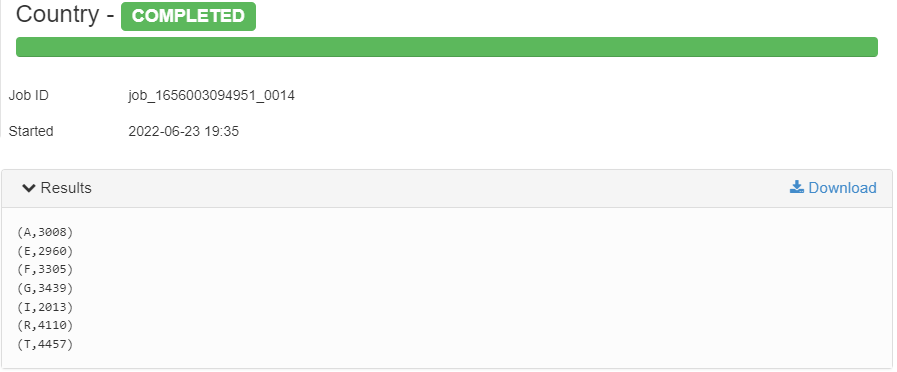 Country - COMPLETED
Job ID job_1656003094951_0014
Started 2022-06-23 19:35
Results Download
(A,3008)
(E,2960)
(F,3305)
(G,3439)
(I,2013)
(R,4110)
(T,4457)